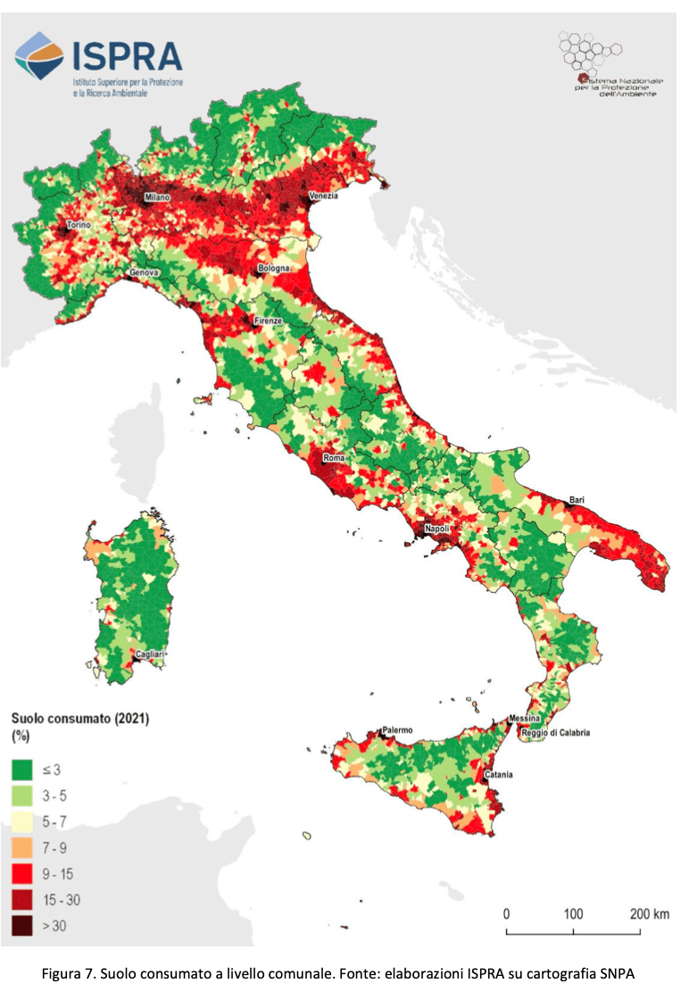 ISPRA
Istituto Superiore per la Protezione
e la Ricerca Ambientale
Sistema Nazionale
per la Protezione
dell'Ambiente
Milano
Venezia
Torino
Genova
Bologna
Firenze
Roma
Bari
Napoli
Cagliari
Messina
Palermo
Reggio di Calabria
Catania
Suolo consumato (2021)
(%)
≤ 3
3 - 5
5 - 7
7 - 9
9 - 15
15 - 30
> 30
0 100 200 km
Figura 7. Suolo consumato a livello comunale. Fonte: elaborazioni ISPRA su cartografia SNPA